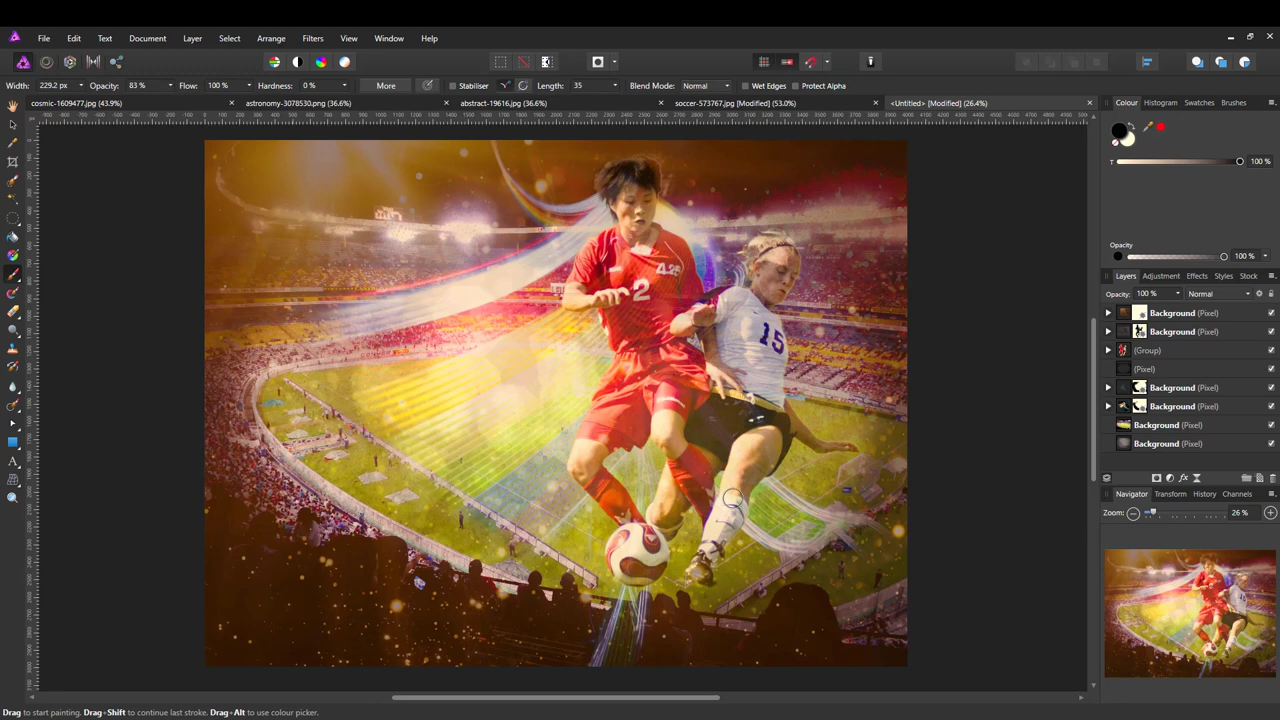 File Edit Text Document Layer Select Arrange Filters View Window Help
Width: 229.2 px Opacity: 83 % Flow: 100 % Hardness: 0 % More Stabiliser Length: 35 Blend Mode: Normal Wet Edges Protect Alpha
cosmic-1609477.jpg (43.9%) astronomy-3078530.png (36.6%) abstract-19616.jpg (36.6%) soccer-573767.jpg [Modified] (53.0%) <Untitled> [Modified] (26.4%)
Colour Histogram Swatches Brushes
T 100 %
Opacity
100 %
Layers Adjustment Effects Styles Stock
Opacity: 100 % Normal
Background (Pixel)
Background (Pixel)
(Group)
(Pixel)
Background (Pixel)
Background (Pixel)
Background (Pixel)
Background (Pixel)
Navigator Transform History Channels
Zoom: 26 %
2
15
Drag to start painting. Drag+Shift to continue last stroke. Drag+Alt to use colour picker.